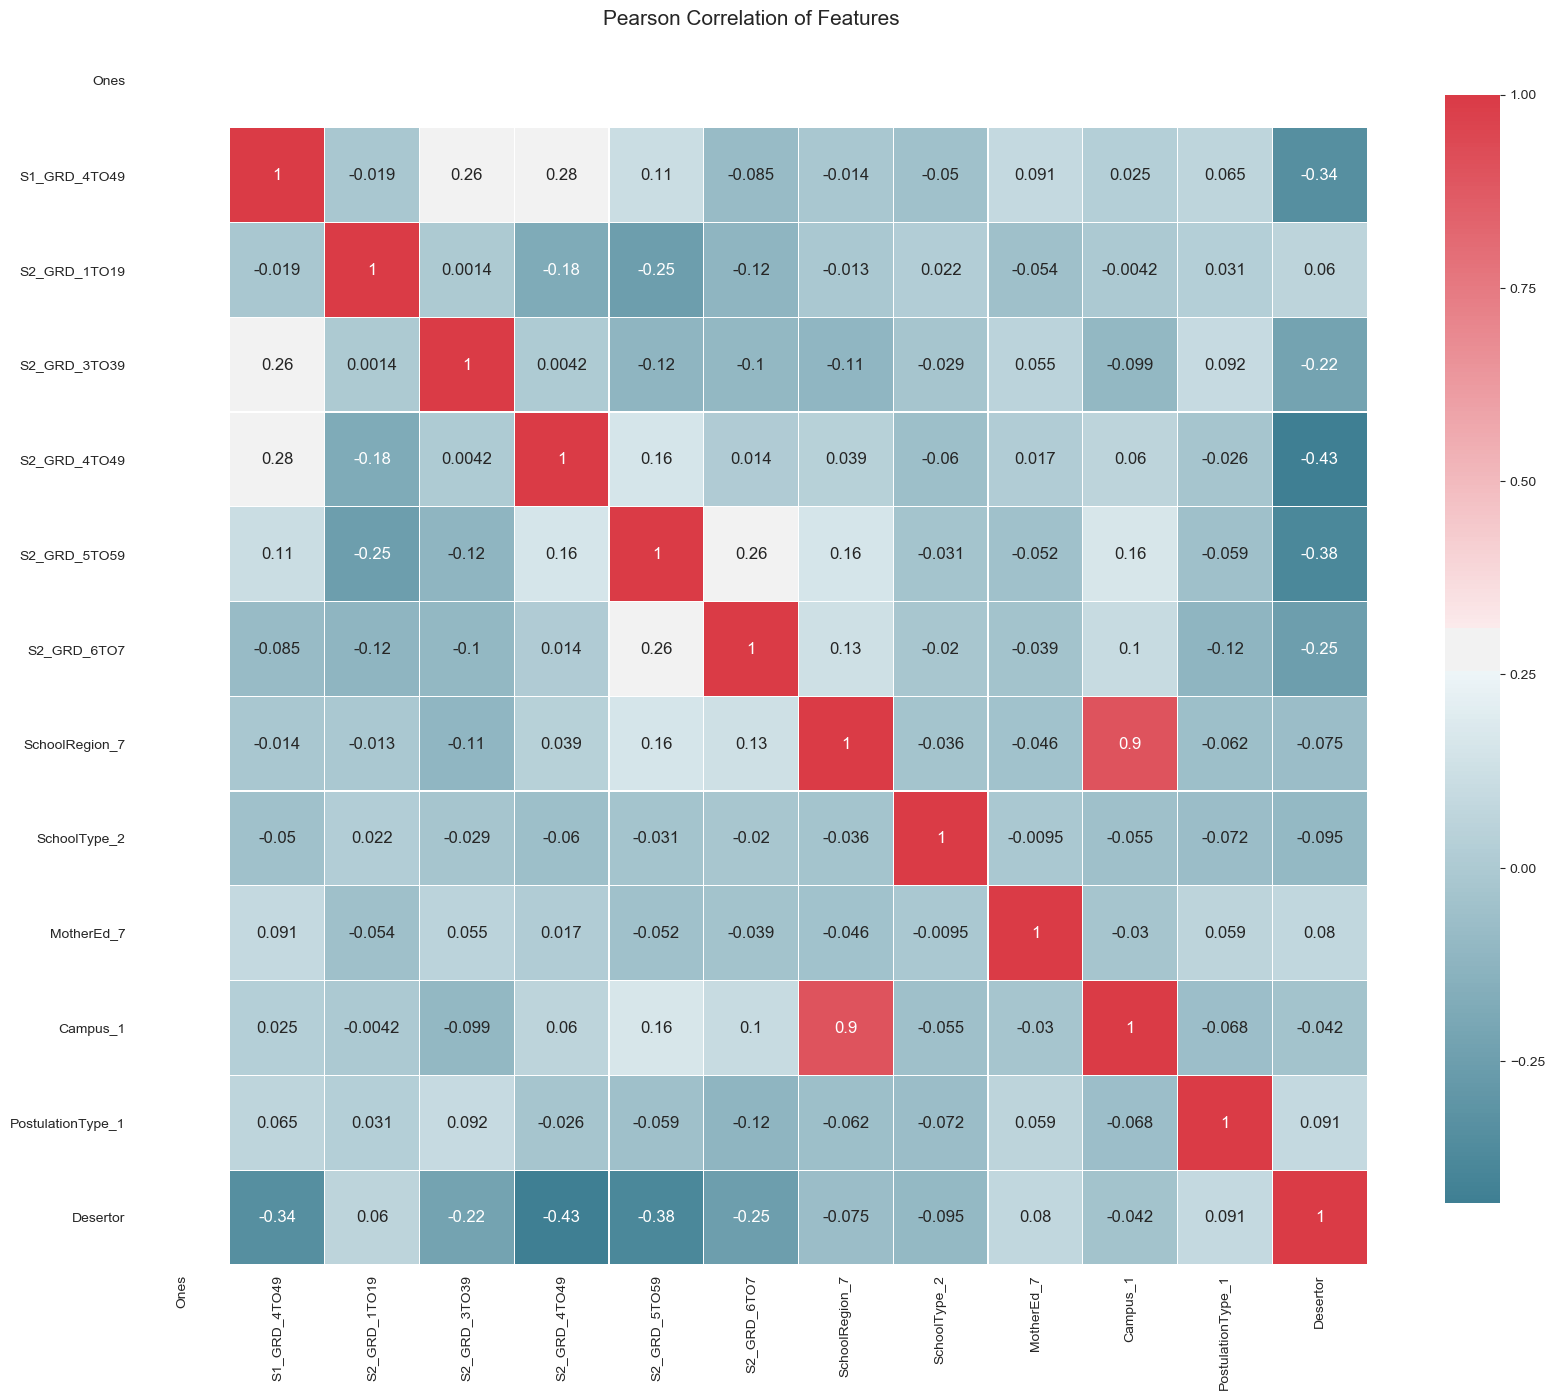 Pearson Correlation of Features
Ones
S1_GRD_4TO49 1 -0.019 0.26 0.28 0.11 -0.085 -0.014 -0.05 0.091 0.025 0.065 -0.34
S2_GRD_1TO19 -0.019 1 0.0014 -0.18 -0.25 -0.12 -0.013 0.022 -0.054 -0.0042 0.031 0.06
S2_GRD_3TO39 0.26 0.0014 1 0.0042 -0.12 -0.1 -0.11 -0.029 0.055 -0.099 0.092 -0.22
S2_GRD_4TO49 0.28 -0.18 0.0042 1 0.16 0.014 0.039 -0.06 0.017 0.06 -0.026 -0.43
S2_GRD_5TO59 0.11 -0.25 -0.12 0.16 1 0.26 0.16 -0.031 -0.052 0.16 -0.059 -0.38
S2_GRD_6TO7 -0.085 -0.12 -0.1 0.014 0.26 1 0.13 -0.02 -0.039 0.1 -0.12 -0.25
SchoolRegion_7 -0.014 -0.013 -0.11 0.039 0.16 0.13 1 -0.036 -0.046 0.9 -0.062 -0.075
SchoolType_2 -0.05 0.022 -0.029 -0.06 -0.031 -0.02 -0.036 1 -0.0095 -0.055 -0.072 -0.095
MotherEd_7 0.091 -0.054 0.055 0.017 -0.052 -0.039 -0.046 -0.0095 1 -0.03 0.059 0.08
Campus_1 0.025 -0.0042 -0.099 0.06 0.16 0.1 0.9 -0.055 -0.03 1 -0.068 -0.042
PostulationType_1 0.065 0.031 0.092 -0.026 -0.059 -0.12 -0.062 -0.072 0.059 -0.068 1 0.091
Desertor -0.34 0.06 -0.22 -0.43 -0.38 -0.25 -0.075 -0.095 0.08 -0.042 0.091 1
Ones
S1_GRD_4TO49
S2_GRD_1TO19
S2_GRD_3TO39
S2_GRD_4TO49
S2_GRD_5TO59
S2_GRD_6TO7
SchoolRegion_7
SchoolType_2
MotherEd_7
Campus_1
PostulationType_1
Desertor
1.00
0.75
0.50
0.25
0.00
−0.25